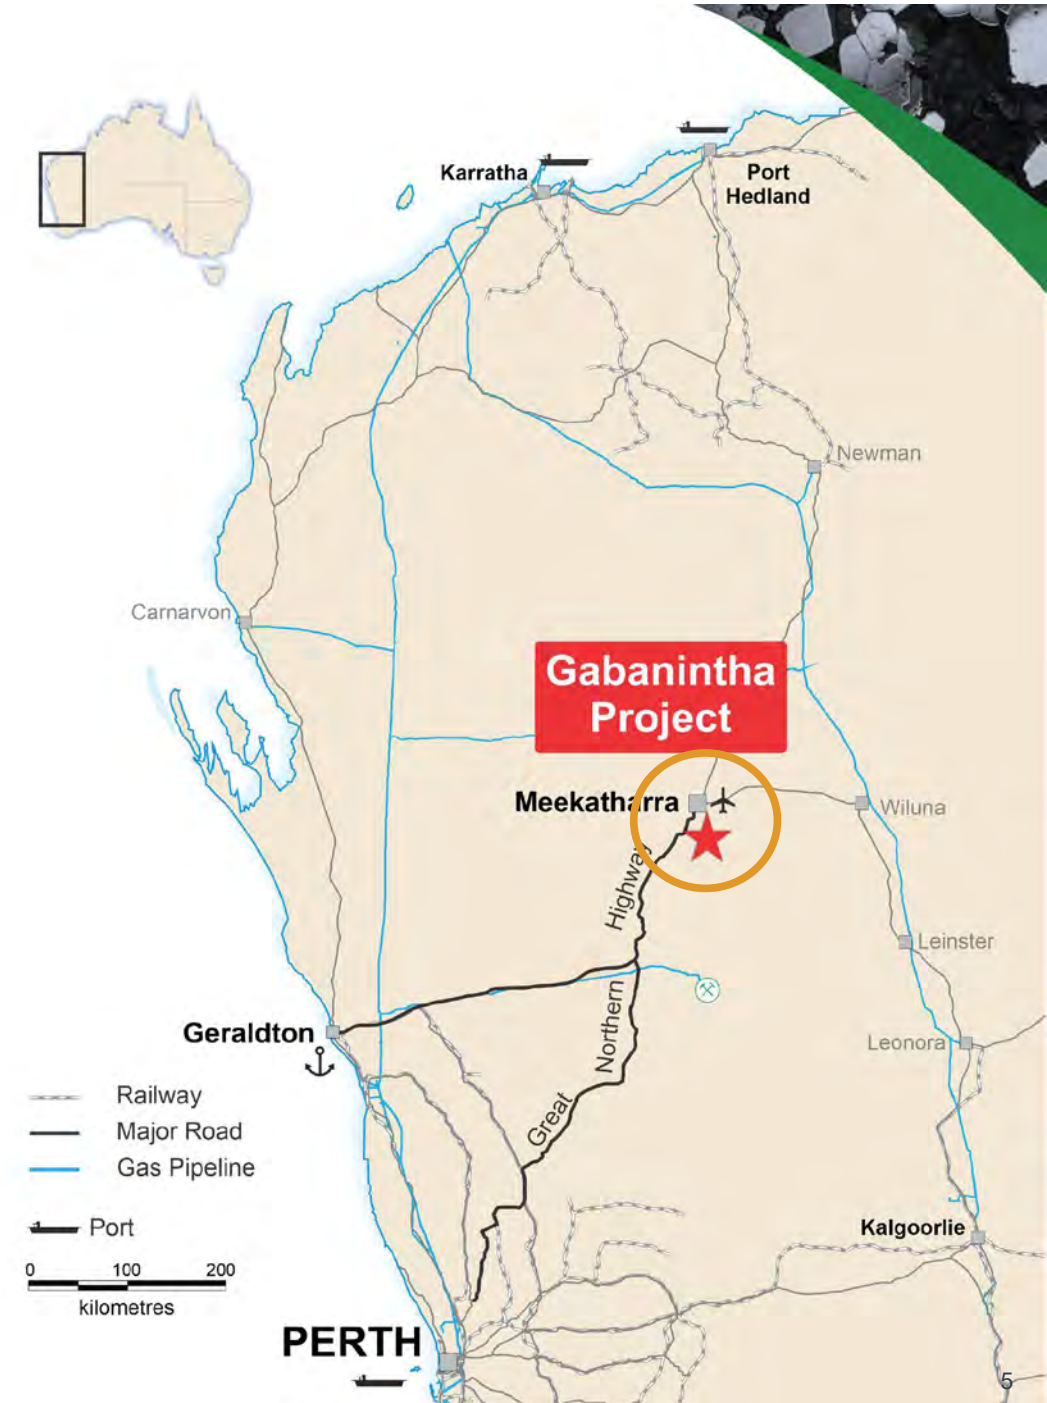 Karratha
Port
Hedland
Newman
Carnarvon
Gabanintha
Project
Meekatharra
Wiluna
Highway
Leinster
Northern
Geraldton
Leonora
Great
Railway
Major Road
Gas Pipeline
Port
0 100 200
kilometres
Kalgoorlie
PERTH
5